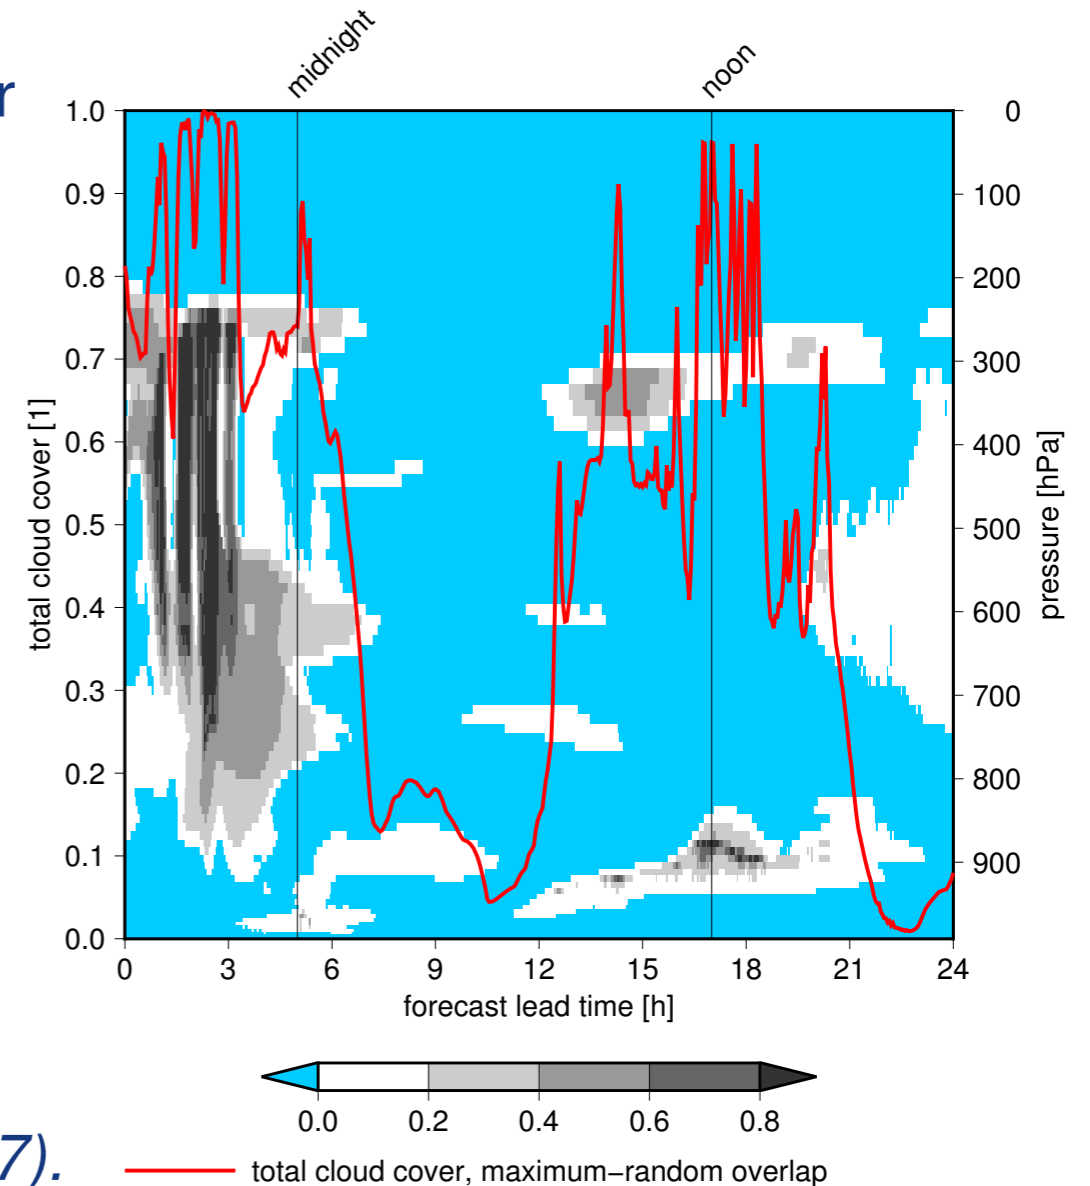 midnight
noon
r
1.0
0.9
0.8
0.7
0.6
0.5
0.4
0.3
0.2
0.1
0.0
total cloud cover [1]
0
100
200
300
400
500
600
700
800
900
pressure [hPa]
0 3 6 9 12 15 18 21 24
forecast lead time [h]
0.0 0.2 0.4 0.6 0.8
7).
total cloud cover, maximum−random overlap